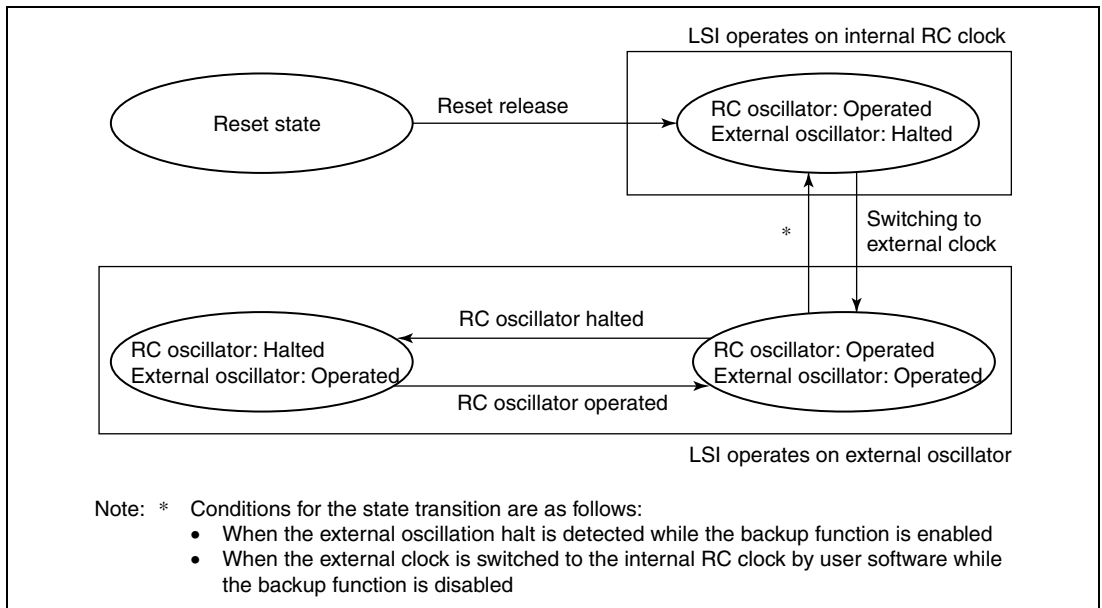 LSI operates on internal RC clock
Reset state
Reset release
RC oscillator: Operated
External oscillator: Halted
*
Switching to
external clock
RC oscillator halted
RC oscillator: Halted
External oscillator: Operated
RC oscillator: Operated
External oscillator: Operated
RC oscillator operated
LSI operates on external oscillator
Note: * Conditions for the state transition are as follows:
• When the external oscillation halt is detected while the backup function is enabled
• When the external clock is switched to the internal RC clock by user software while
the backup function is disabled